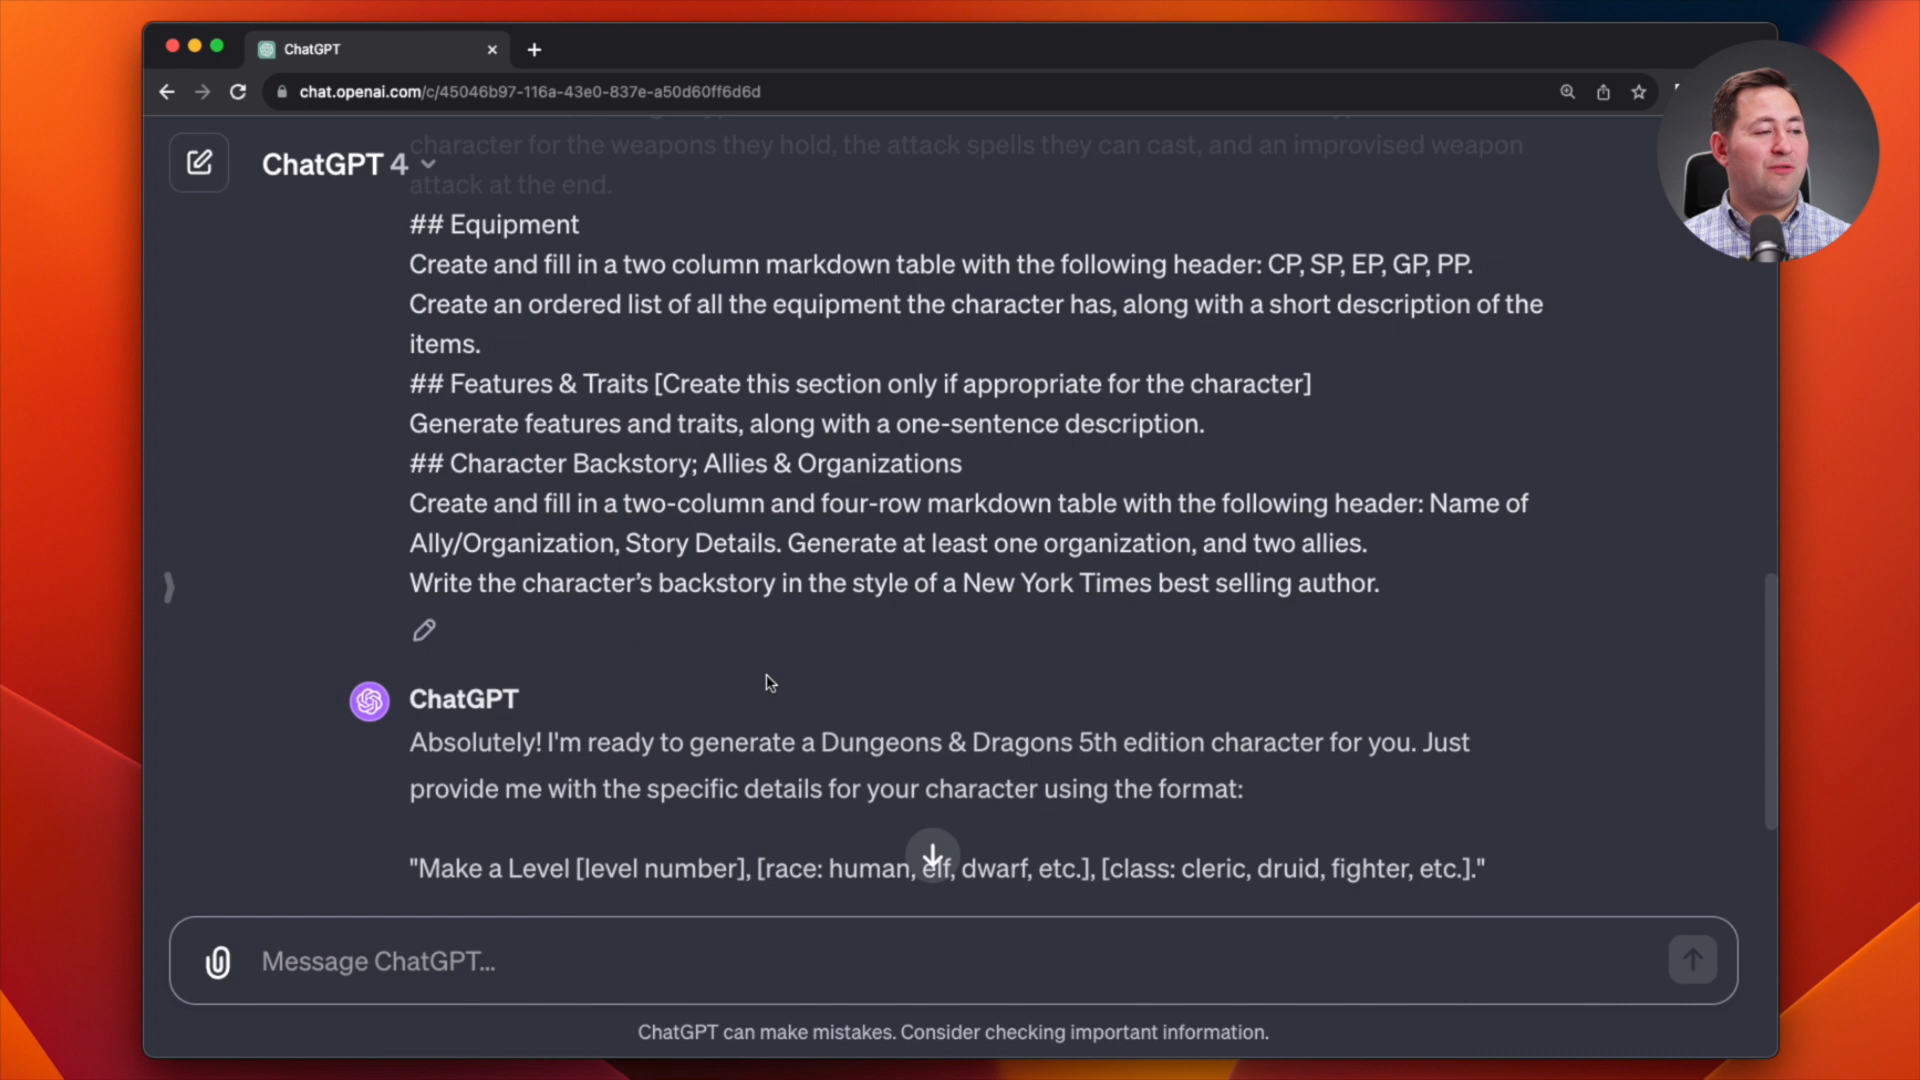 ChatGPT
chat.openai.com/c/45046b97-116a-43e0-837e-a50d60ff6d6d
character for the weapons they hold, the attack spells they can cast, and an improvised weapon
ChatGPT 4
attack at the end.
## Equipment
Create and fill in a two column markdown table with the following header: CP, SP, EP, GP, PP.
Create an ordered list of all the equipment the character has, along with a short description of the
items.
## Features & Traits [Create this section only if appropriate for the character]
Generate features and traits, along with a one-sentence description.
## Character Backstory; Allies & Organizations
Create and fill in a two-column and four-row markdown table with the following header: Name of
Ally/Organization, Story Details. Generate at least one organization, and two allies.
Write the character’s backstory in the style of a New York Times best selling author.
ChatGPT
Absolutely! I'm ready to generate a Dungeons & Dragons 5th edition character for you. Just
provide me with the specific details for your character using the format:
"Make a Level [level number], [race: human, elf, dwarf, etc.], [class: cleric, druid, fighter, etc.]."
Message ChatGPT...
ChatGPT can make mistakes. Consider checking important information.